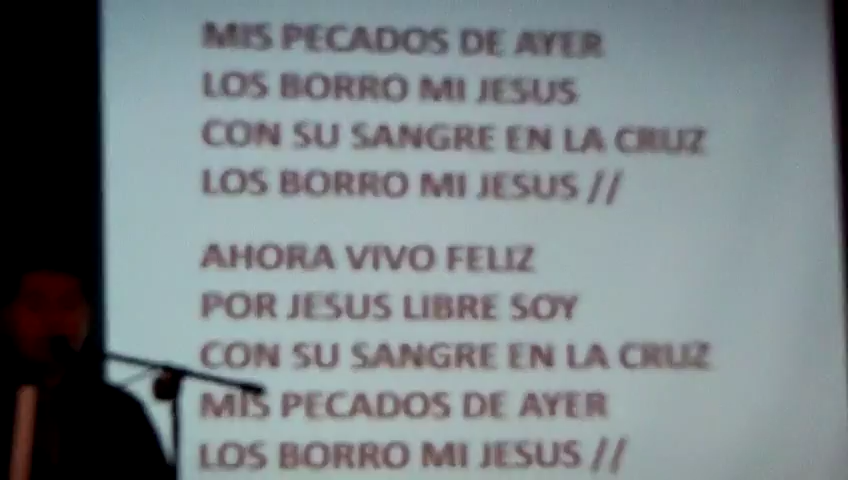 MIS PECADOS DE AYER
LOS BORRO MI JESUS
CON SU SANGRE EN LA CRUZ
LOS BORRO MI JESUS //
AHORA VIVO FELIZ
POR JESUS LIBRE SOY
CON SU SANGRE EN LA CRUZ
MIS PECADOS DE AYER
LOS BORRO MI JESUS //